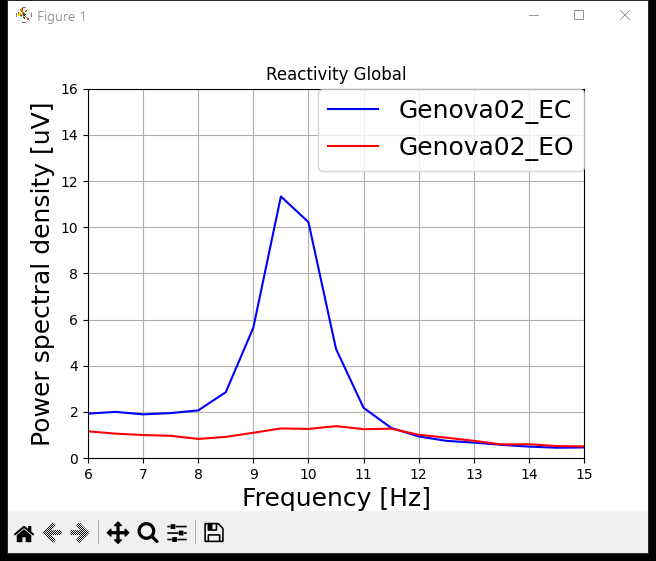 Figure 1
Reactivity Global
Genova02_EC
Genova02_EO
Power spectral density [uV]
16
14
12
10
8
6
4
2
0
6 7 8 9 10 11 12 13 14 15
Frequency [Hz]